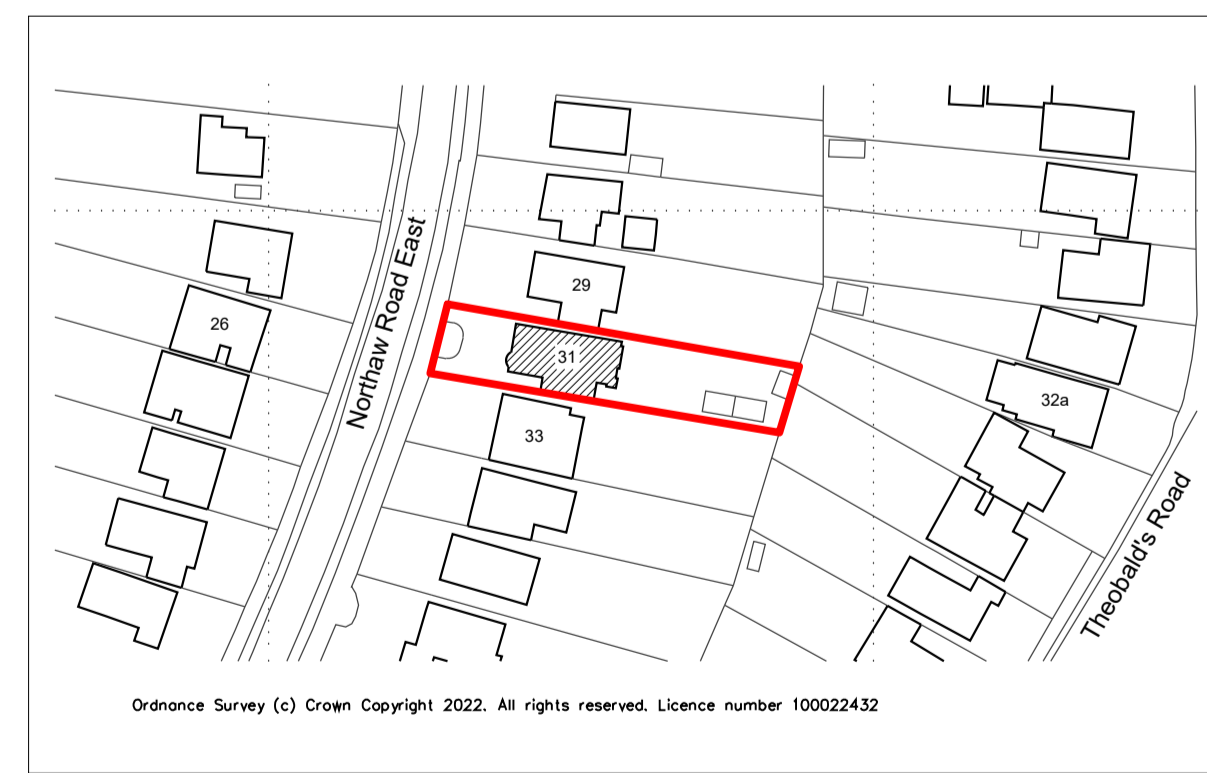 Northaw Road East
29
26
31
32a
33
Theobald's Road
Ordnance Survey (c) Crown Copyright 2022. All rights reserved. Licence number 100022432